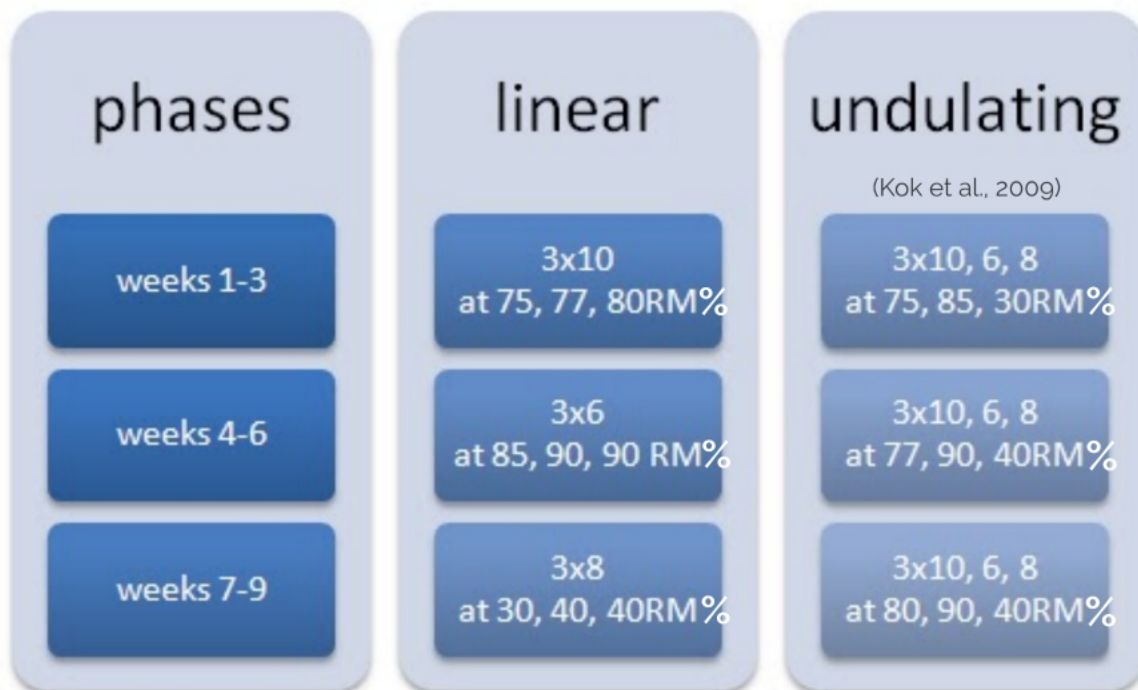 phases
weeks 1-3
weeks 4-6
weeks 7-9
linear
3x10
at 75, 77, 80RM%
3x6
at 85, 90, 90 RM%
3x8
at 30, 40, 40RM%
undulating
(Kok et al., 2009)
3x10, 6, 8
at 75, 85, 30RM%
3x10, 6, 8
at 77, 90, 40RM%
3x10, 6, 8
at 80, 90, 40RM%